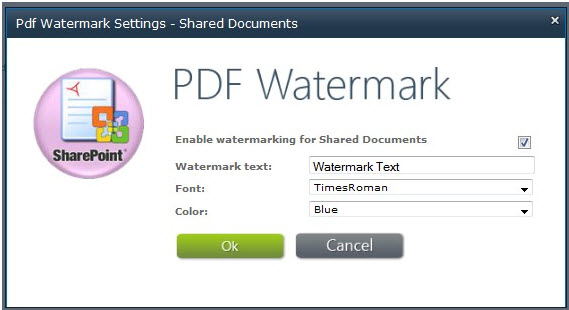 Pdf Watermark Settings - Shared Documents
PDF Watermark
SharePoint
Enable watermarking for Shared Documents
Watermark text: Watermark Text
Font: TimesRoman
Color: Blue
Ok Cancel